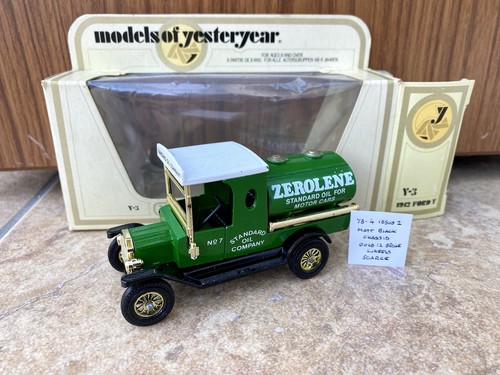 models of yesteryear.
FOR AGES 8 AND OVER
Y
Y-3
Y-3
1912 FORD T
ZEROLENE
STANDARD OIL FOR
MOTOR CARS
No 7
STANDARD
OIL
COMPANY
Y3-4 ISSUE 2
MATT BLACK
CHASSIS
GOLD 12 SPOKE
WHEELS
SCARCE